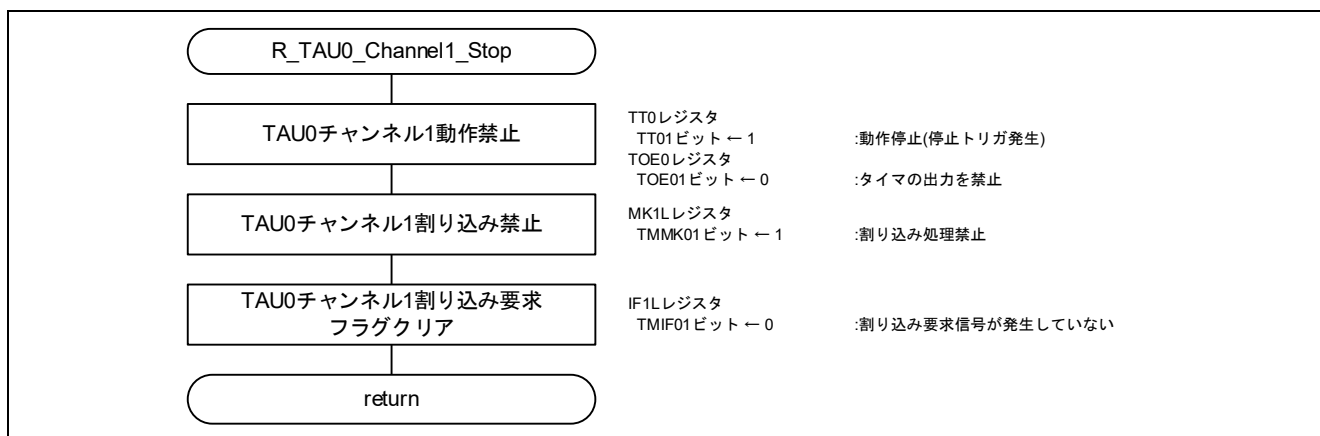 R_TAU0_Channel1_Stop
TAU0チャンネル1動作禁止
TT0レジスタ
TT01ビット ← 1 :動作停止(停止トリガ発生)
TOE0レジスタ
TOE01ビット ← 0 :タイマの出力を禁止
TAU0チャンネル1割り込み禁止
MK1Lレジスタ
TMMK01ビット ← 1 :割り込み処理禁止
TAU0チャンネル1割り込み要求
フラグクリア
IF1Lレジスタ
TMIF01ビット ← 0 :割り込み要求信号が発生していない
return